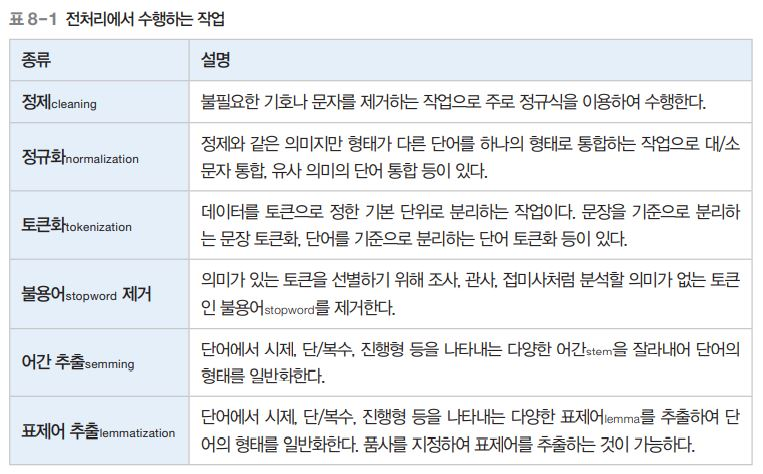 표 8-1 전처리에서 수행하는 작업
종류 설명
정제cleaning 불필요한 기호나 문자를 제거하는 작업으로 주로 정규식을 이용하여 수행한다.
정규화normalization 정제와 같은 의미지만 형태가 다른 단어를 하나의 형태로 통합하는 작업으로 대/소
문자 통합, 유사 의미의 단어 통합 등이 있다.
토큰화tokenization 데이터를 토큰으로 정한 기본 단위로 분리하는 작업이다. 문장을 기준으로 분리하
는 문장 토큰화, 단어를 기준으로 분리하는 단어 토큰화 등이 있다.
불용어stopword 제거 의미가 있는 토큰을 선별하기 위해 조사, 관사, 접미사처럼 분석할 의미가 없는 토큰
인 불용어stopword를 제거한다.
어간 추출semming 단어에서 시제, 단/복수, 진행형 등을 나타내는 다양한 어간stem을 잘라내어 단어의
형태를 일반화한다.
표제어 추출lemmatization 단어에서 시제, 단/복수, 진행형 등을 나타내는 다양한 표제어lemma를 추출하여 단
어의 형태를 일반화한다. 품사를 지정하여 표제어를 추출하는 것이 가능하다.